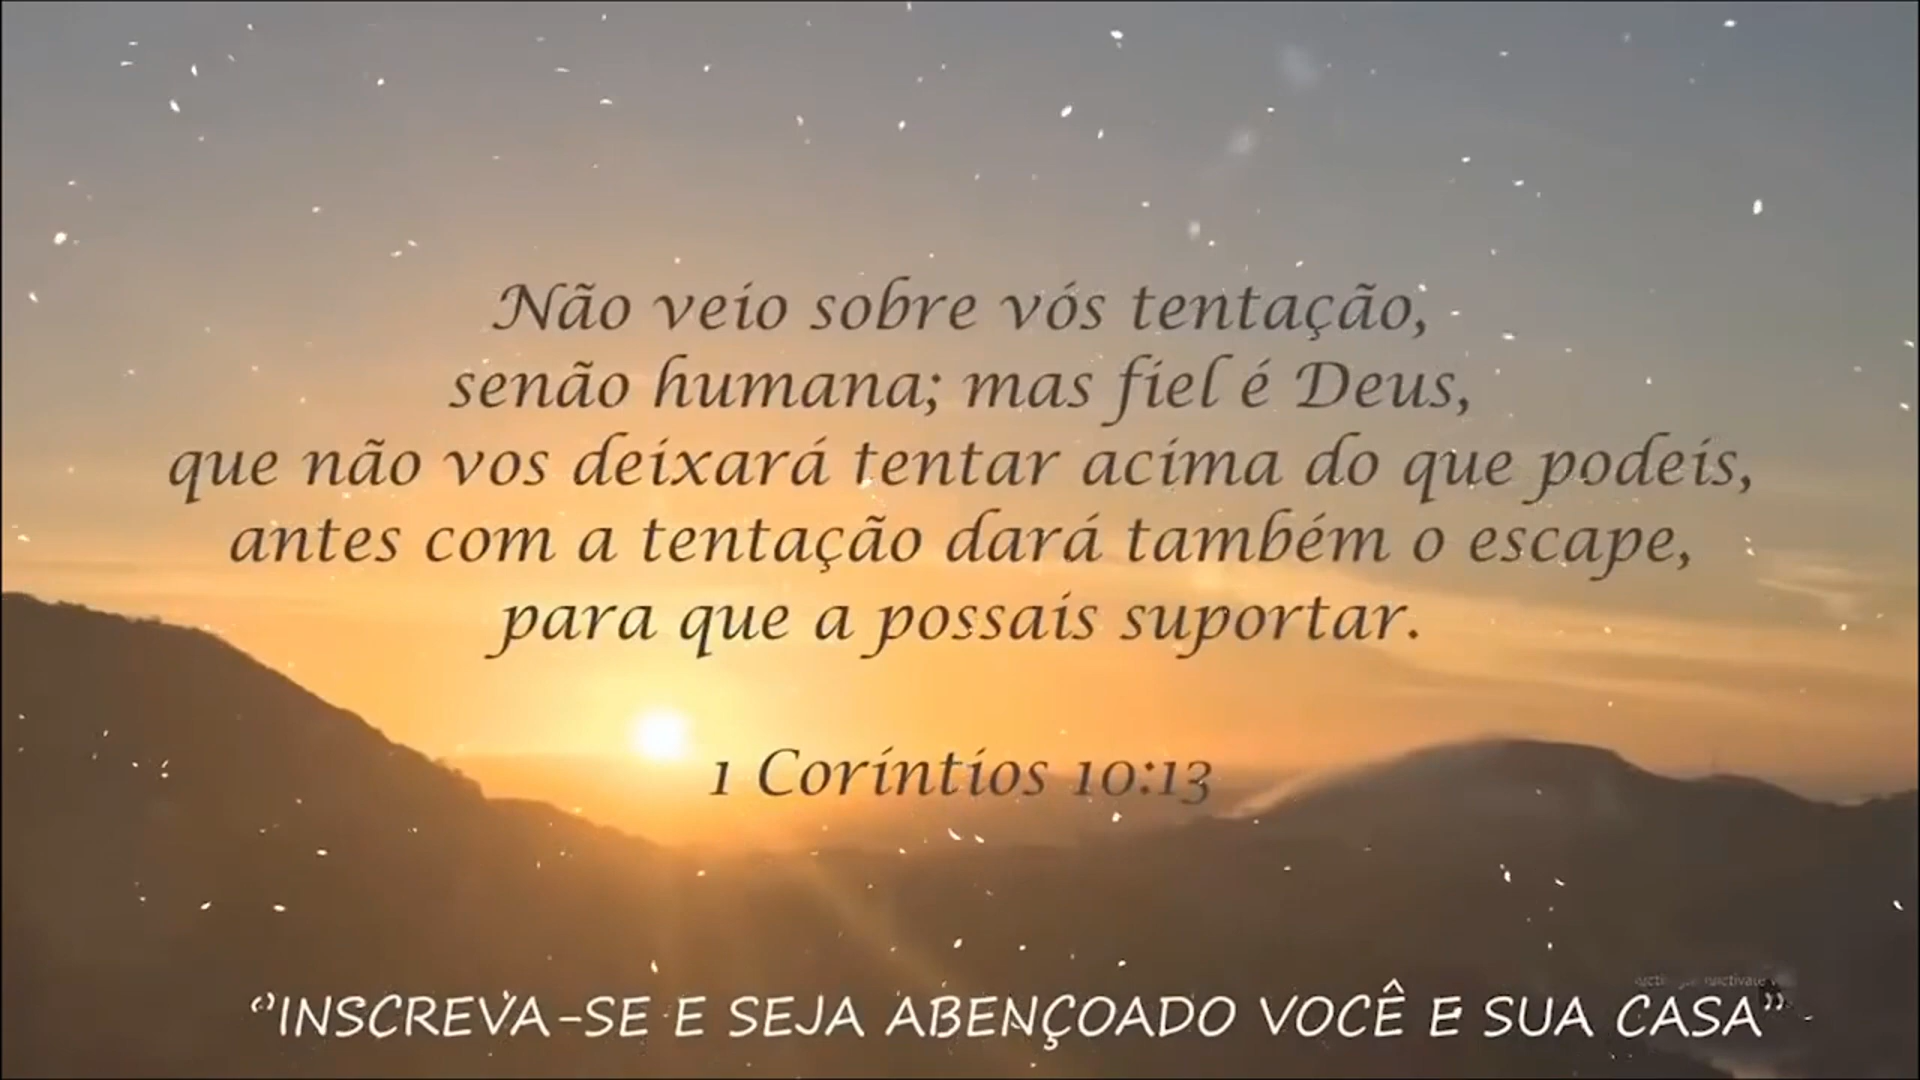 Não veio sobre vós tentação,
senão humana; mas fiel é Deus,
que não vos deixará tentar acima do que podeis,
antes com a tentação dará também o escape,
para que a possais suportar.
1 Coríntios 10:13
“INSCREVA-SE E SEJA ABENÇOADO VOCÊ E SUA CASA”